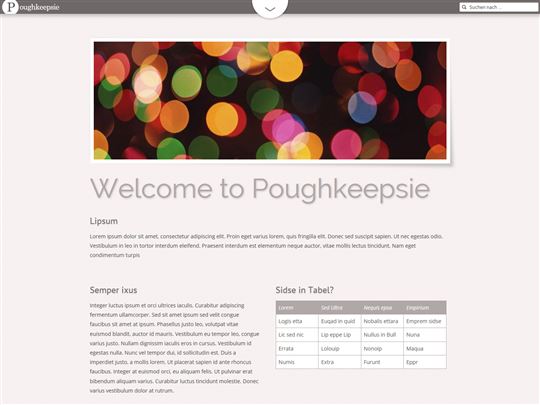 Poughkeepsie
Suchen nach ...
Welcome to Poughkeepsie
Lipsum
Lorem ipsum dolor sit amet, consectetur adipiscing elit. Proin eget varius lorem, quis fringilla elit. Donec sed suscipit sapien. Ut nec egestas odio.
Vestibulum in leo in tortor interdum eleifend. Praesent interdum est elementum neque auctor, vitae mollis lectus tincidunt. Nam eget
condimentum turpis
Semper ixus
Integer luctus ipsum et orci ultrices iaculis. Curabitur adipiscing
fermentum ullamcorper. Sed sit amet ipsum sed velit congue
faucibus sit amet at ipsum. Phasellus justo leo, volutpat vitae
euismod blandit, auctor id mauris. Vestibulum eu tempor leo, congue
varius justo. Nullam dignissim iaculis eros in cursus. Vestibulum id
egestas nulla. Nunc vel tempor dui, id sollicitudin est. Duis a
imperdiet justo, a mollis lorem. Ut placerat sapien id ante rhoncus
faucibus. Integer at euismod orci, eu aliquam felis. Ut pulvinar erat
bibendum aliquam varius. Curabitur luctus tincidunt molestie. Donec
varius vestibulum dolor at rutrum.
Sidse in Tabel?
Lorem Sed Ultra Nequis epsa Empirium
Logis etta Euqad in quid Nobalis ettara Emprem sidse
Lic sed nic Lip eppe Lip Nullus in Bull Nuna
Errata Lolouip Nonoip Maqua
Numis Extra Furunt Eppr